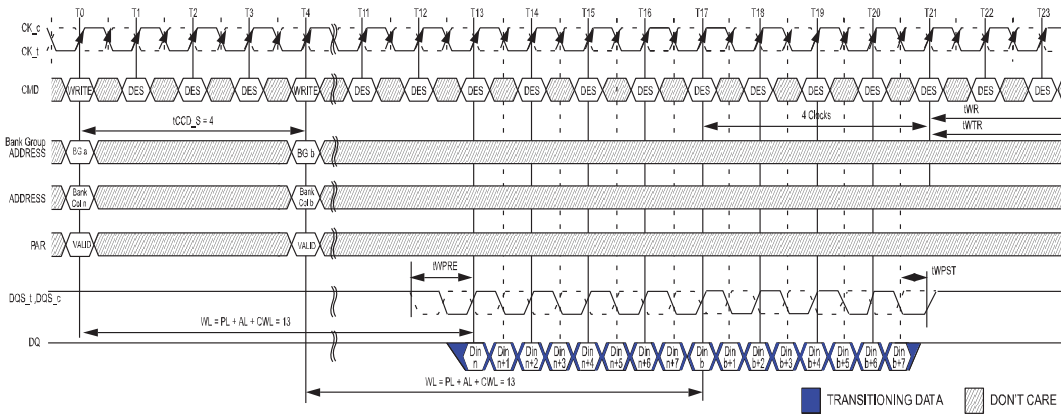 T0 T1 T2 T3 T4 T11 T12 T13 T14 T15 T16 T17 T18 T19 T20 T21 T22 T23
CK_c
CK_t
CMD WRITE DES DES DES WRITE DES DES DES DES DES DES DES DES DES DES DES DES DES
tCCD_S = 4
4 Clocks
tWR
tWTR
Bank Group
ADDRESS
BG a
BG b
ADDRESS
Bank
Col n
Bank
Col b
PAR
VALID
VALID
tWPRE
tWPST
DQS_t ,DQS_c
WL = PL + AL + CWL = 13
DQ
Din n
Din n+1
Din n+2
Din n+3
Din n+4
Din n+5
Din n+6
Din n+7
Din b
Din b+1
Din b+2
Din b+3
Din b+4
Din b+5
Din b+6
Din b+7
WL = PL + AL + CWL = 13
TRANSITIONING DATA
DON'T CARE